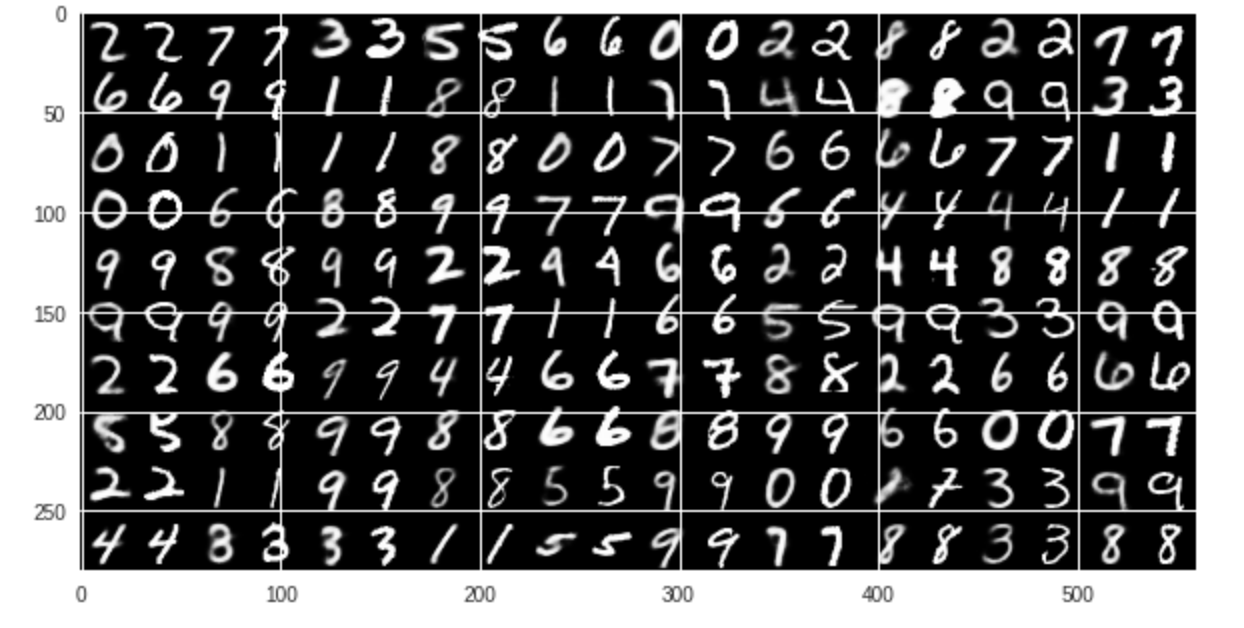 0
2 2 7 7 3 3 5 5 6 6 0 0 2 2 8 8 2 2 7 7
6 6 9 9 1 1 8 8 1 1 7 7 4 4 8 8 9 9 3 3
50
0 0 1 1 1 1 8 8 0 0 7 7 6 6 6 6 7 7 1 1
100 0 0 6 6 8 8 9 9 7 7 9 9 6 6 4 4 4 4 1 1
9 9 8 8 9 9 2 2 9 4 6 6 2 2 4 4 8 8 8 8
150 9 9 9 9 2 2 7 7 1 1 6 6 5 5 9 9 3 3 9 9
2 2 6 6 9 9 4 4 6 6 7 7 8 8 2 2 6 6 6 6
200
5 5 8 8 9 9 8 8 6 6 8 8 9 9 6 6 0 0 7 7
2 2 1 1 9 9 8 8 5 5 9 9 0 0 7 3 3 9 9
250
4 4 3 3 3 3 1 1 5 5 9 9 7 7 8 8 3 3 8 8
0 100 200 300 400 500